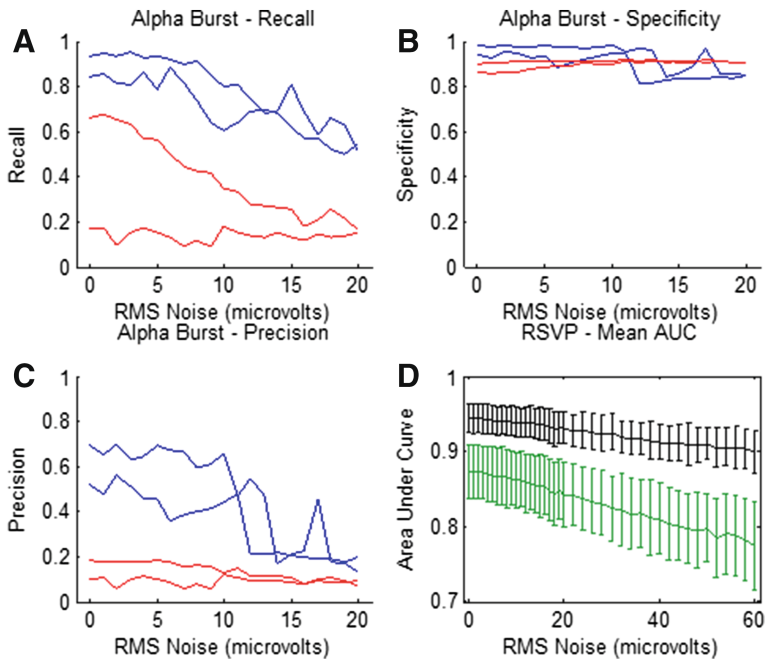 A
Alpha Burst - Recall
1
0.8
0.6
0.4
0.2
0
Recall
0 5 10 15 20
RMS Noise (microvolts)
B
Alpha Burst - Specificity
1
0.8
0.6
0.4
0.2
0
Specificity
0 5 10 15 20
RMS Noise (microvolts)
C
Alpha Burst - Precision
1
0.8
0.6
0.4
0.2
0
Precision
0 5 10 15 20
RMS Noise (microvolts)
D
RSVP - Mean AUC
1
0.9
0.8
0.7
Area Under Curve
0 20 40 60
RMS Noise (microvolts)